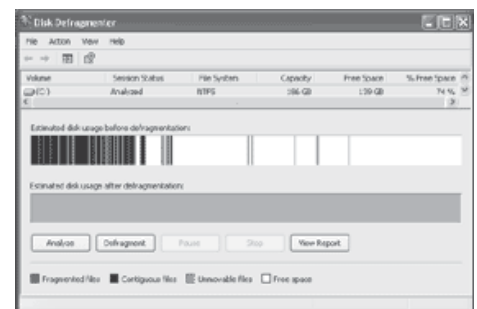 Disk Defragmenter
File Action View Help
Volume Session Status File System Capacity Free Space % Free Space
(C:) Analyzed NTFS 186 GB 139 GB 74 %
Estimated disk usage before defragmentation:
Estimated disk usage after defragmentation:
Analyze Defragment Pause Stop View Report
Fragmented files Contiguous files Unmovable files Free space